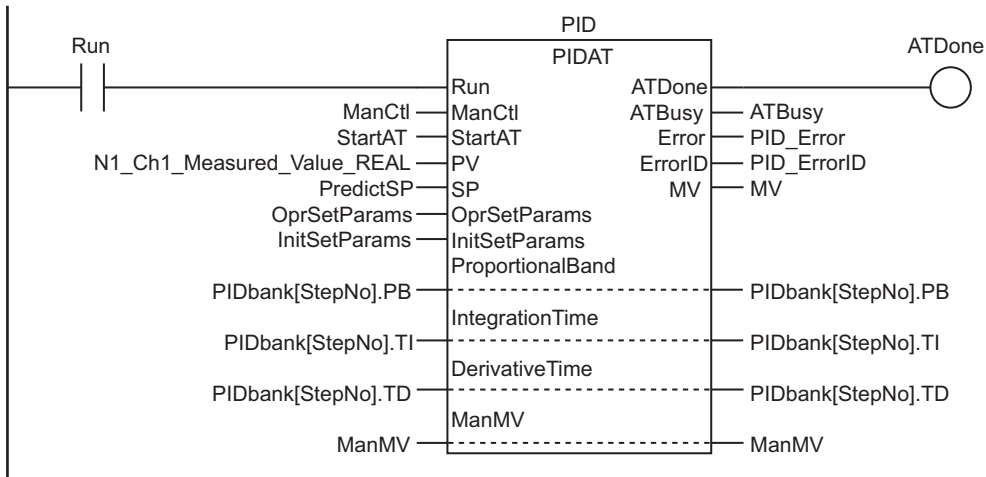 PID
Run
PIDAT
ATDone
Run
ATDone
ManCtl
ManCtl
ATBusy
ATBusy
StartAT
StartAT
Error
PID_Error
N1_Ch1_Measured_Value_REAL
PV
ErrorID
PID_ErrorID
PredictSP
SP
MV
MV
OprSetParams
OprSetParams
InitSetParams
InitSetParams
ProportionalBand
PIDbank[StepNo].PB
PIDbank[StepNo].PB
IntegrationTime
PIDbank[StepNo].TI
PIDbank[StepNo].TI
DerivativeTime
PIDbank[StepNo].TD
PIDbank[StepNo].TD
ManMV
ManMV
ManMV